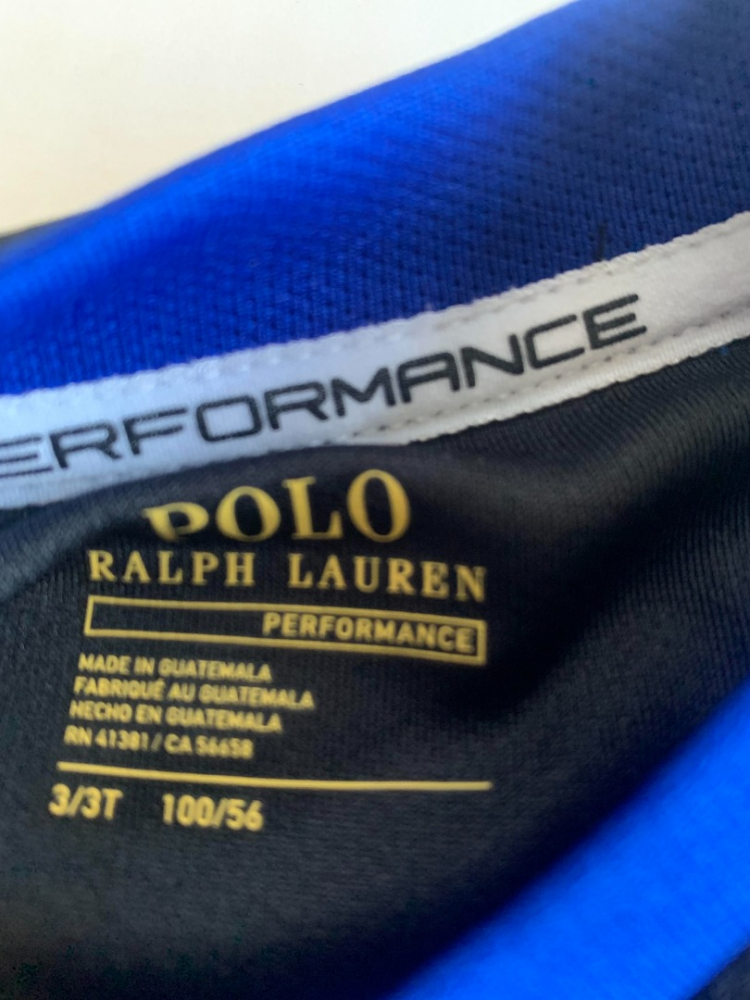 ERFORMANCE
POLO
RALPH LAUREN
PERFORMANCE
MADE IN GUATEMALA
FABRIQUÉ AU GUATEMALA
HECHO EN GUATEMALA
RN 41381/CA 56658
3/3T 100/56